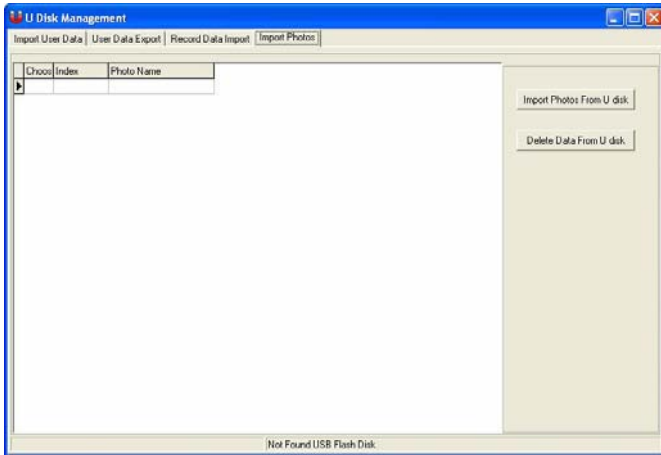 U Disk Management
Import User Data User Data Export Record Data Import Import Photos
Choos Index Photo Name
Import Photos From U disk
Delete Data From U disk
Not Found USB Flash Disk